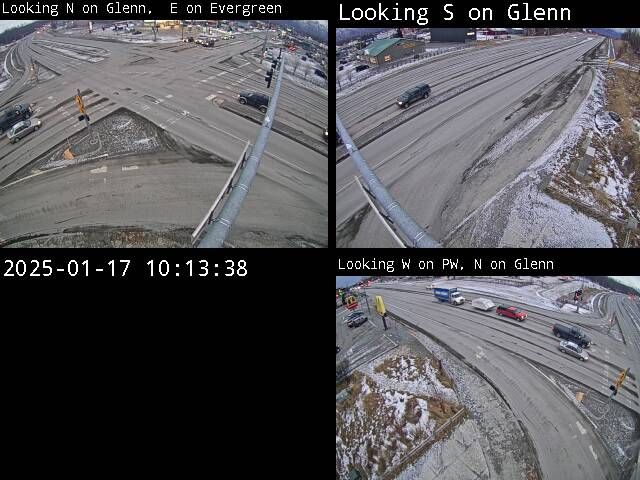 Looking N on Glenn,  E on Evergreen
Looking S on Glenn
2025-01-17 10:13:38
Looking W on PW, N on Glenn